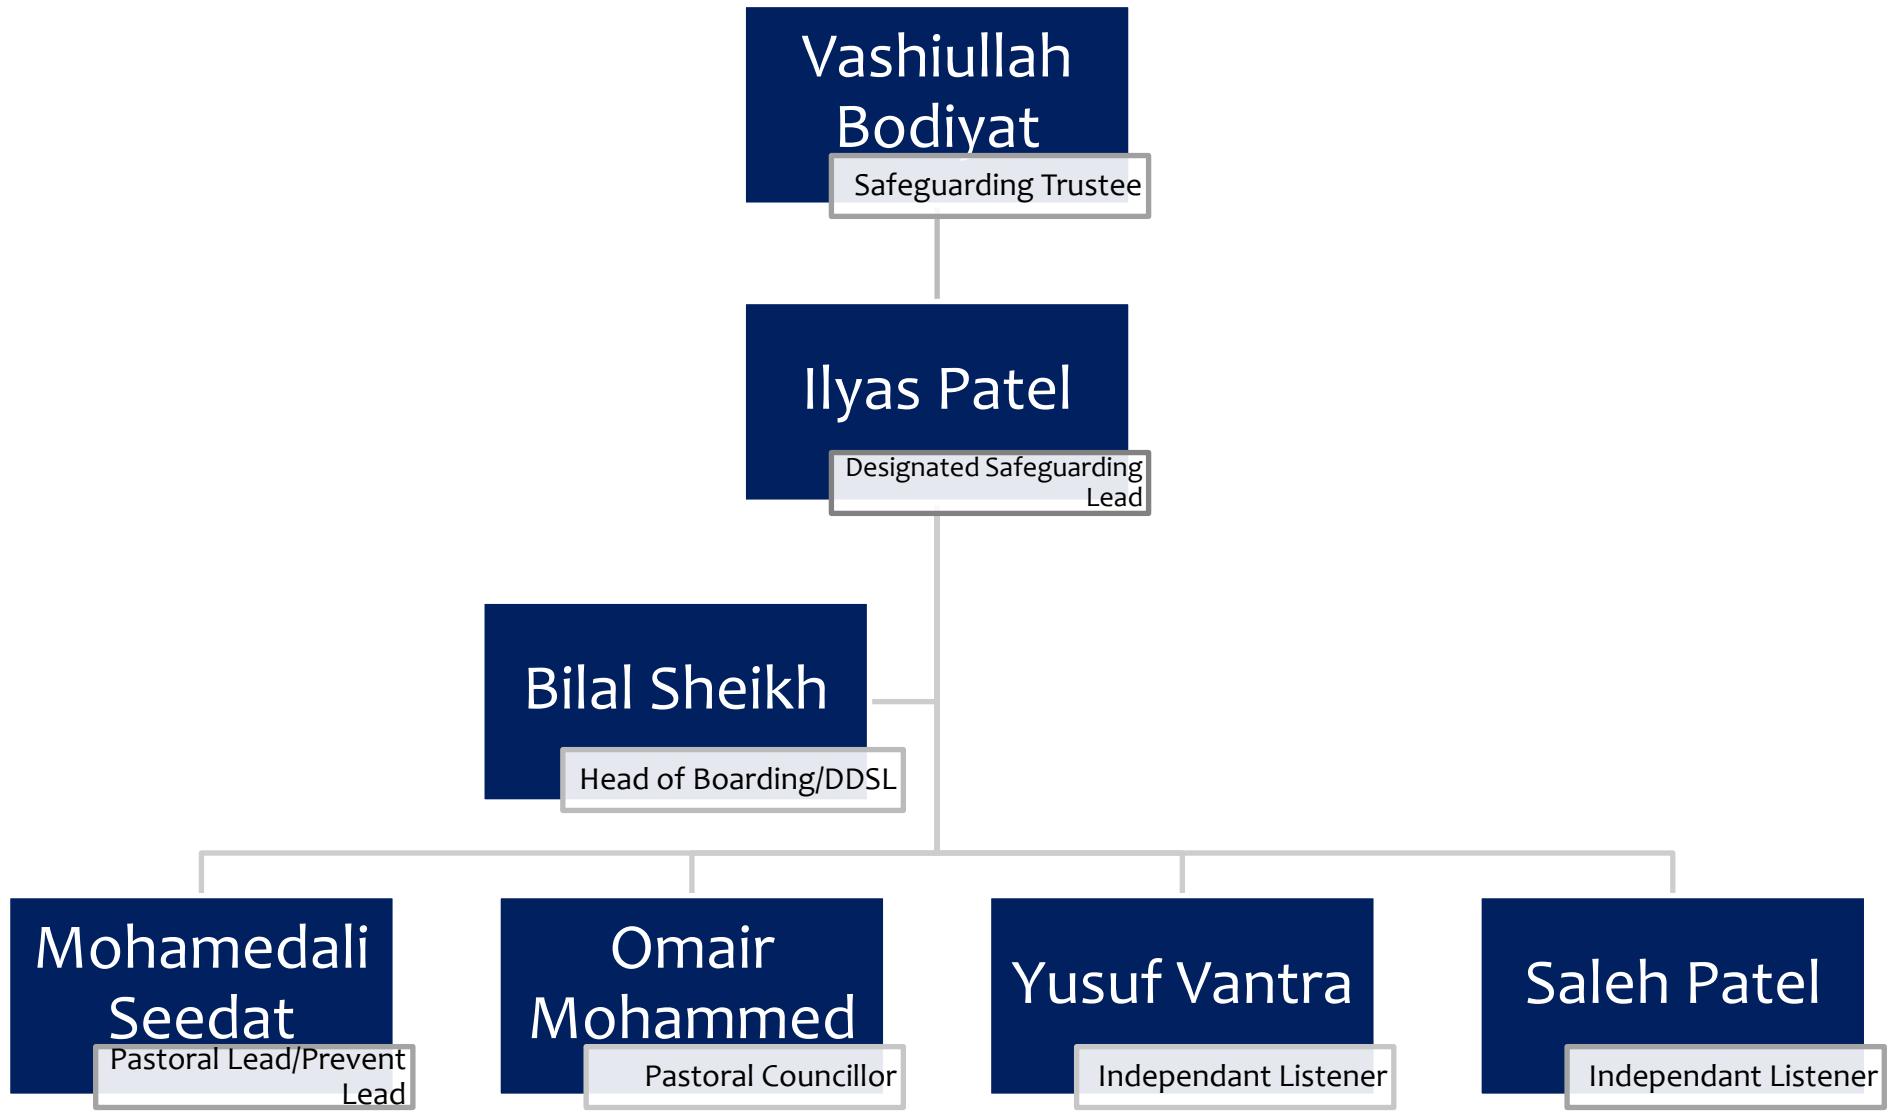 Vashiullah
Bodiyat
Safeguarding Trustee
Ilyas Patel
Designated Safeguarding
Lead
Bilal Sheikh
Head of Boarding/DDSL
Mohamedali
Seedat
Pastoral Lead/Prevent
Lead
Omair
Mohammed
Pastoral Councillor
Yusuf Vantra
Independant Listener
Saleh Patel
Independant Listener